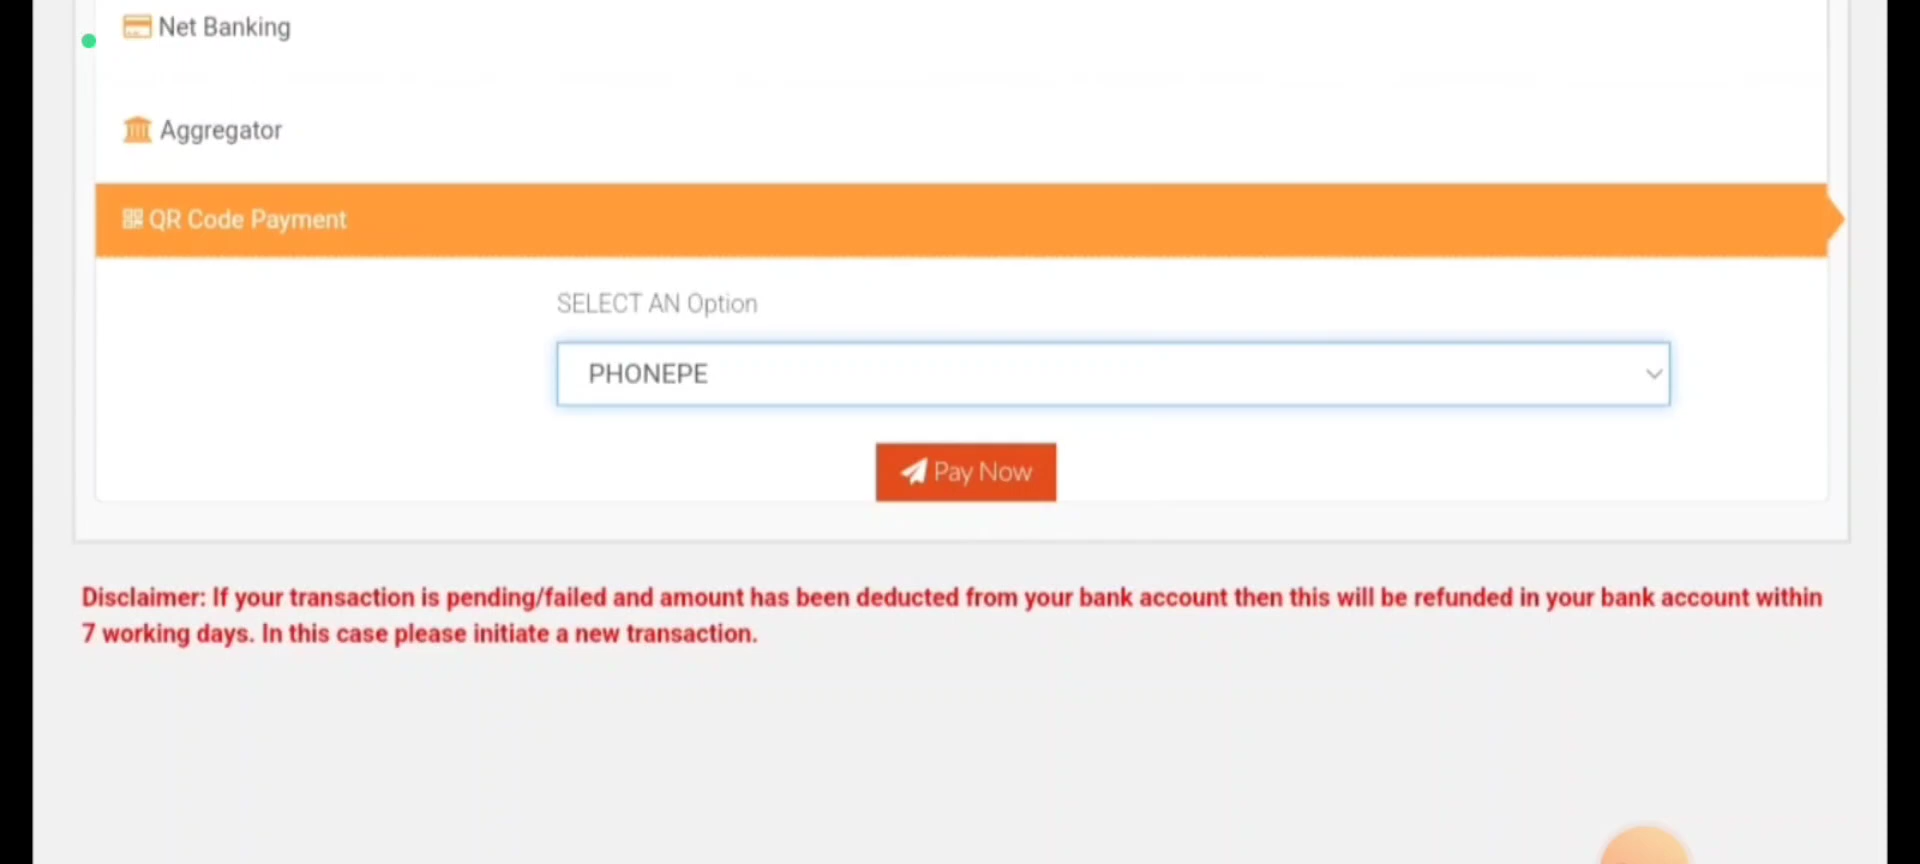 Net Banking
Aggregator
QR Code Payment
SELECT AN Option
PHONEPE
Pay Now
Disclaimer: If your transaction is pending/failed and amount has been deducted from your bank account then this will be refunded in your bank account within
7 working days. In this case please initiate a new transaction.